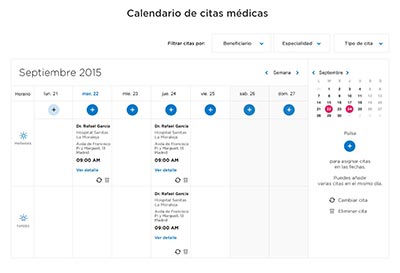 Calendario de citas médicas
Filtrar citas por:
Beneficiario
Especialidad
Tipo de cita
Septiembre 2015
Semana
Septiembre
Horario
lun. 21
mar. 22
mie. 23
jue. 24
vie. 25
sab. 26
dom. 27
Dr. Rafael García
Hospital Sanitas
La Moraleja
Avda de Francisco
Pi y Margall, 13
Madrid
09:00 AM
Ver detalle
Dr. Rafael García
Hospital Sanitas
La Moraleja
Avda de Francisco
Pi y Margall, 13
Madrid
09:00 AM
Ver detalle
Dr. Rafael García
Hospital Sanitas
La Moraleja
Avda de Francisco
Pi y Margall, 13
Madrid
09:00 AM
Ver detalle
Pulsa
para asignar citas
en las fechas.
Puedes añadir
varias citas en el mismo día.
Cambiar cita
Eliminar cita